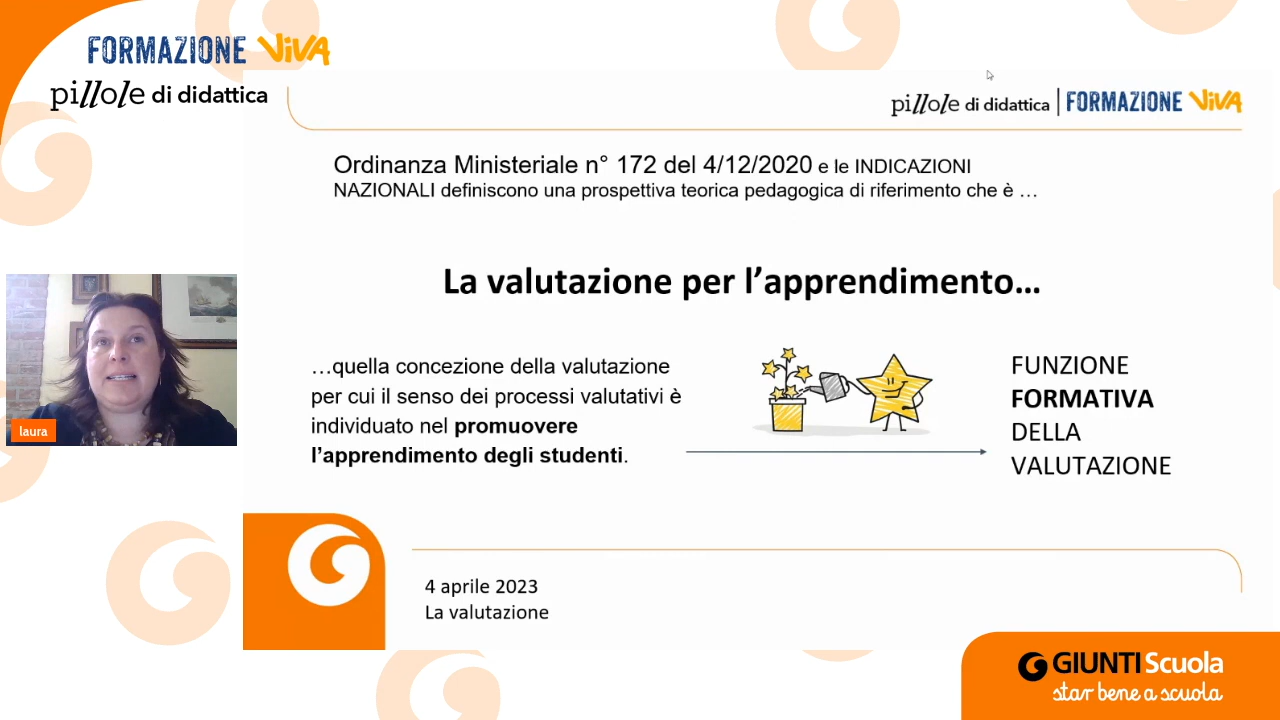 FORMAZIONE VIVA
pillole di didattica
pillole di didattica | FORMAZIONE VIVA
Ordinanza Ministeriale n° 172 del 4/12/2020 e le INDICAZIONI
NAZIONALI definiscono una prospettiva teorica pedagogica di riferimento che è …
La valutazione per l’apprendimento…
…quella concezione della valutazione
per cui il senso dei processi valutativi è
individuato nel promuovere
l’apprendimento degli studenti.
FUNZIONE
FORMATIVA
DELLA
VALUTAZIONE
laura
4 aprile 2023
La valutazione
GIUNTI Scuola
star bene a scuola